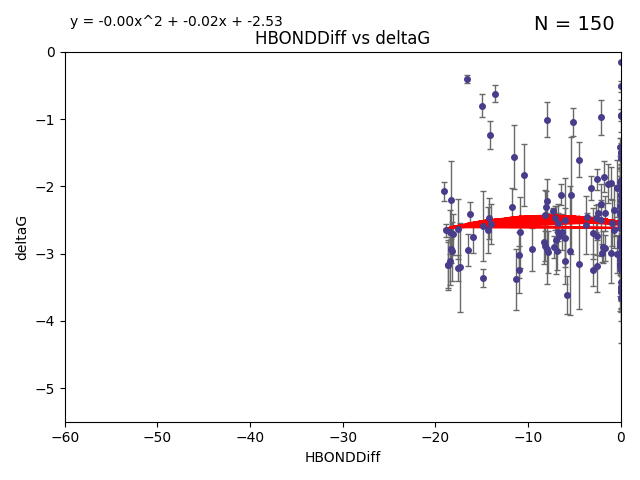 y = -0.00x^2 + -0.02x + -2.53
N = 150
HBONDDiff vs deltaG
0
−1
−2
−3
−4
−5
deltaG
−60
−50
−40
−30
−20
−10
0
HBONDDiff